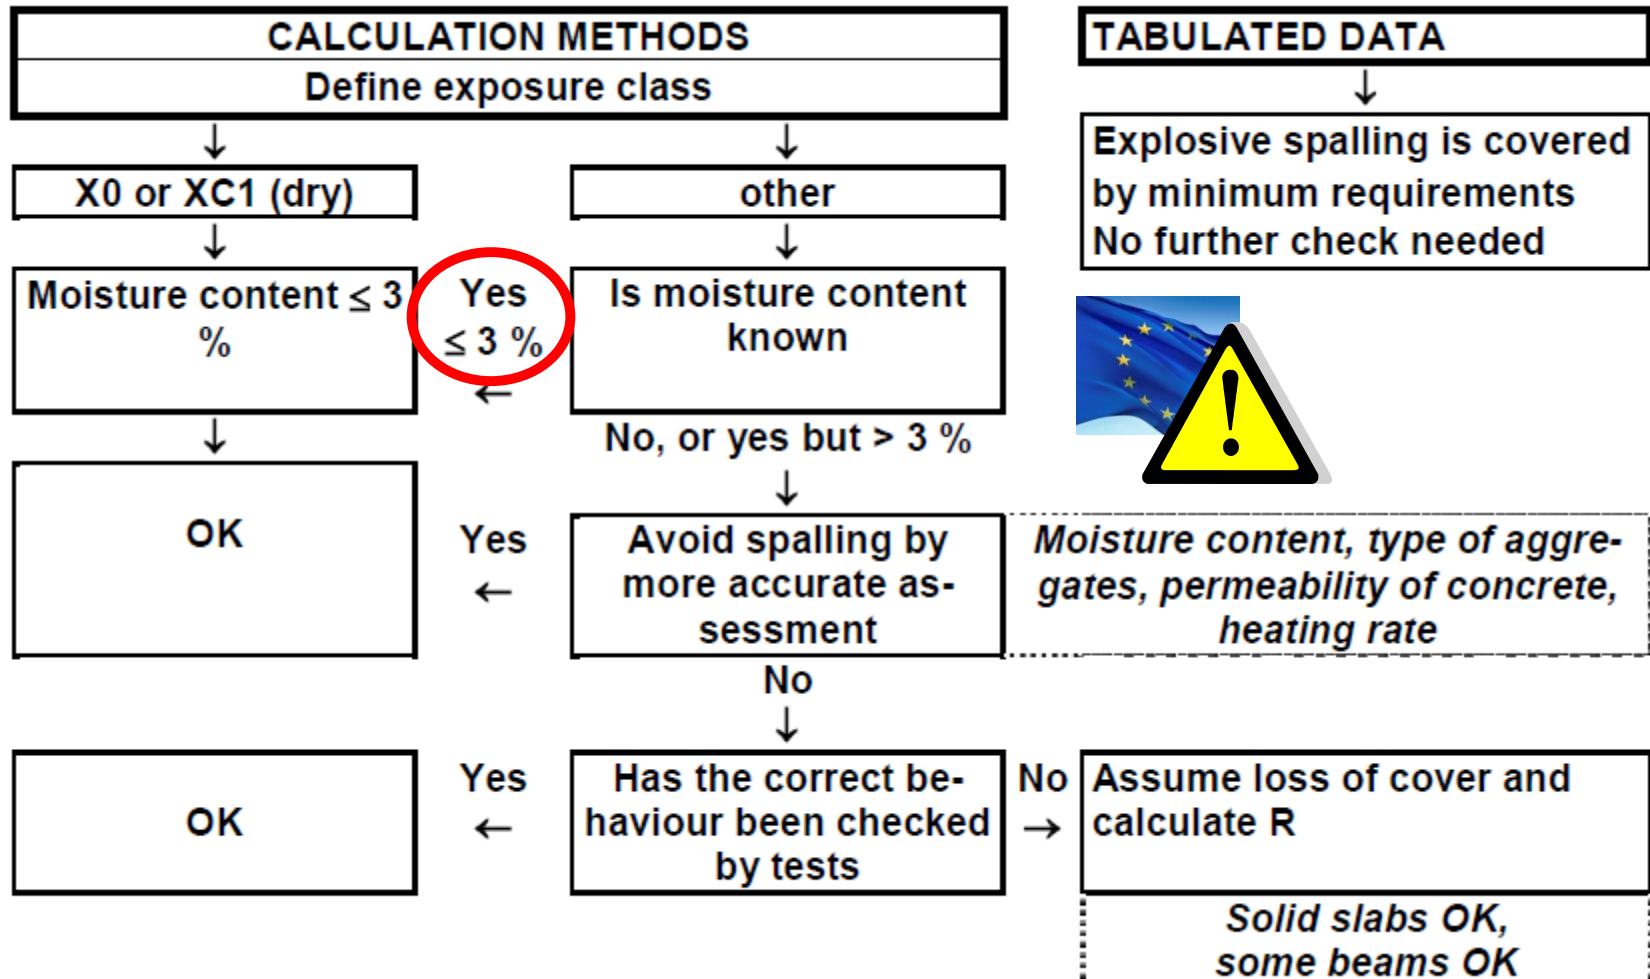 CALCULATION METHODS
Define exposure class
TABULATED DATA
↓
Explosive spalling is covered
by minimum requirements
No further check needed
↓
↓
X0 or XC1 (dry)
other
↓
↓
Moisture content ≤ 3
%
Yes
≤ 3 %
←
Is moisture content
known
↓
No, or yes but > 3 %
↓
OK
Yes
←
Avoid spalling by
more accurate as-
sessment
Moisture content, type of aggre-
gates, permeability of concrete,
heating rate
No
↓
OK
Yes
←
Has the correct be-
haviour been checked
by tests
No
→
Assume loss of cover and
calculate R
Solid slabs OK,
some beams OK
!